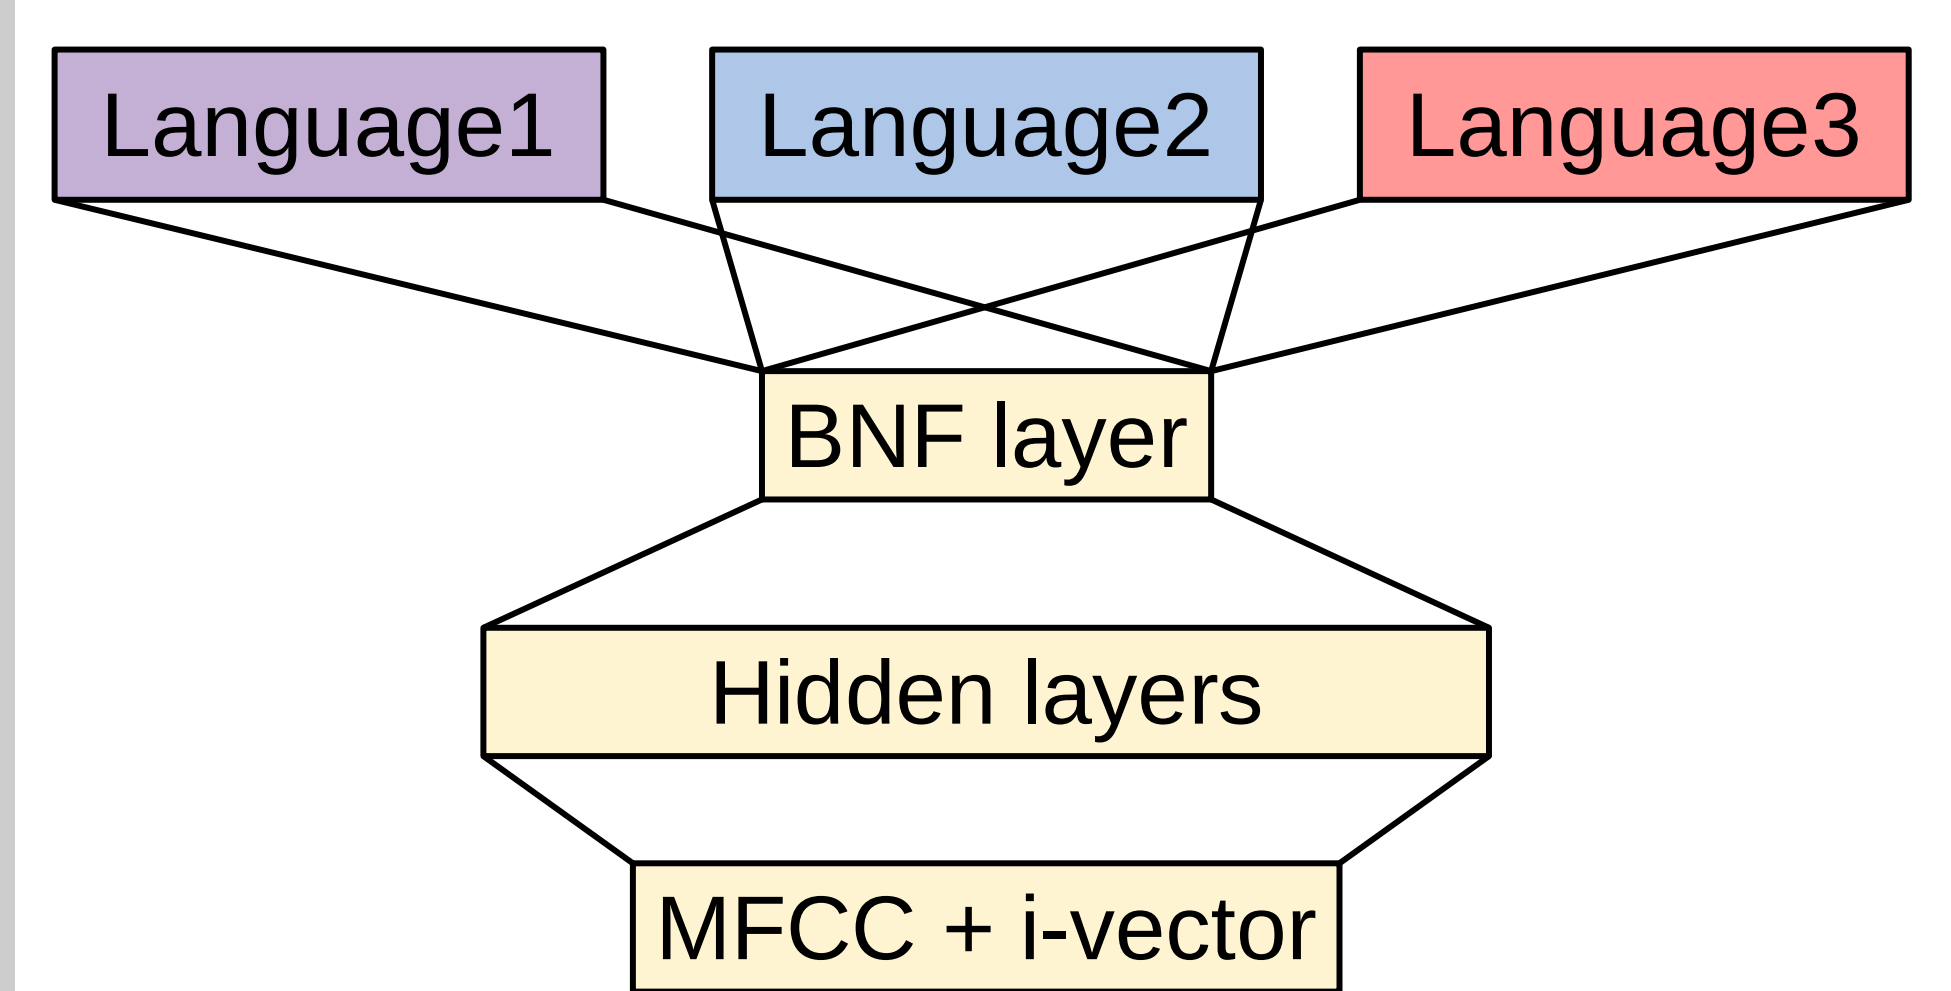 Language1
Language2
Language3
BNF layer
Hidden layers
MFCC + i-vector